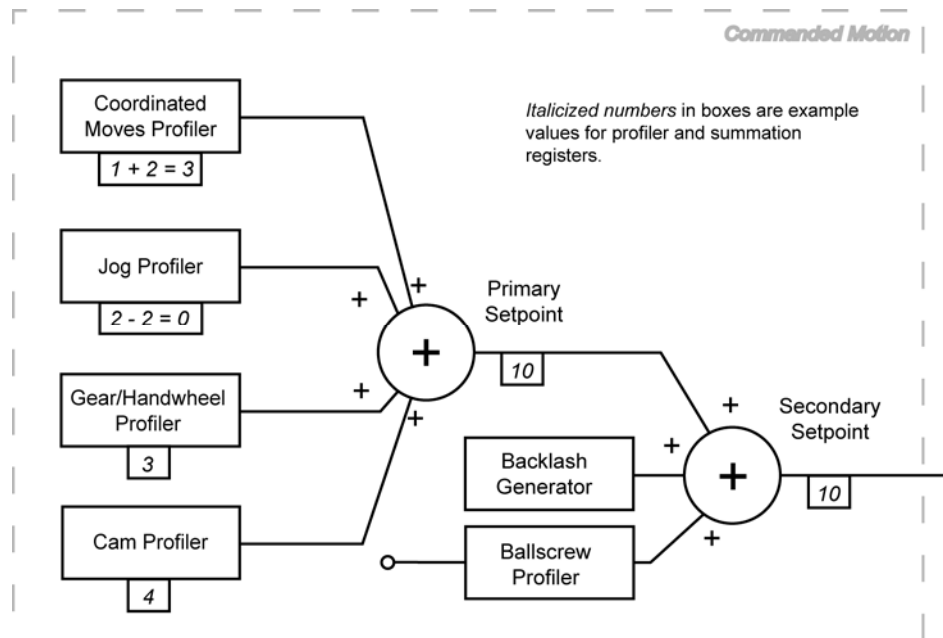 Commanded Motion
Coordinated
Moves Profiler
1 + 2 = 3
Italicized numbers in boxes are example
values for profiler and summation
registers.
Jog Profiler
2 - 2 = 0
+
+
Primary
Setpoint
+
10
Gear/Handwheel
Profiler
3
+
+
Secondary
Setpoint
+
+
Backlash
Generator
+
10
Cam Profiler
4
Ballscrew
Profiler
+